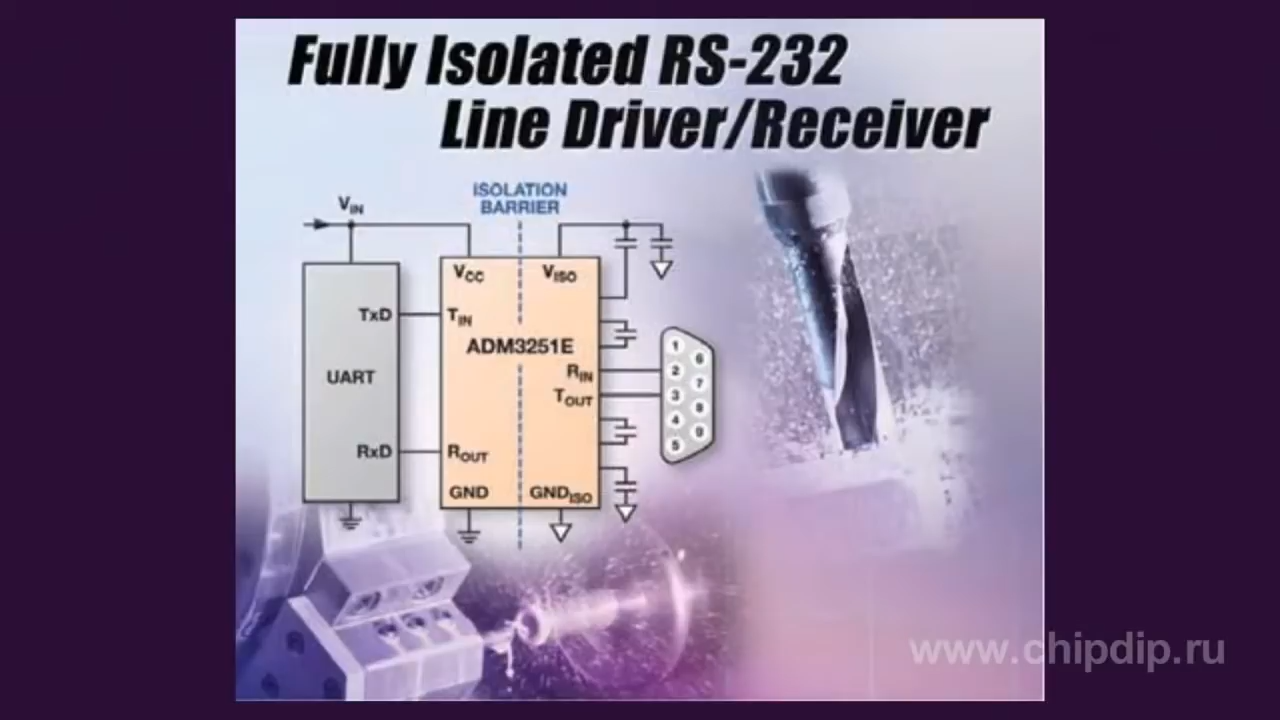 Fully Isolated RS-232
Line Driver/Receiver
ISOLATION
BARRIER
VIN
VCC
VISO
TxD
TIN
ADM3251E
UART
RIN
TOUT
RxD
ROUT
GND
GNDISO
1
6
2
7
3
8
4
9
5
www.chipdip.ru